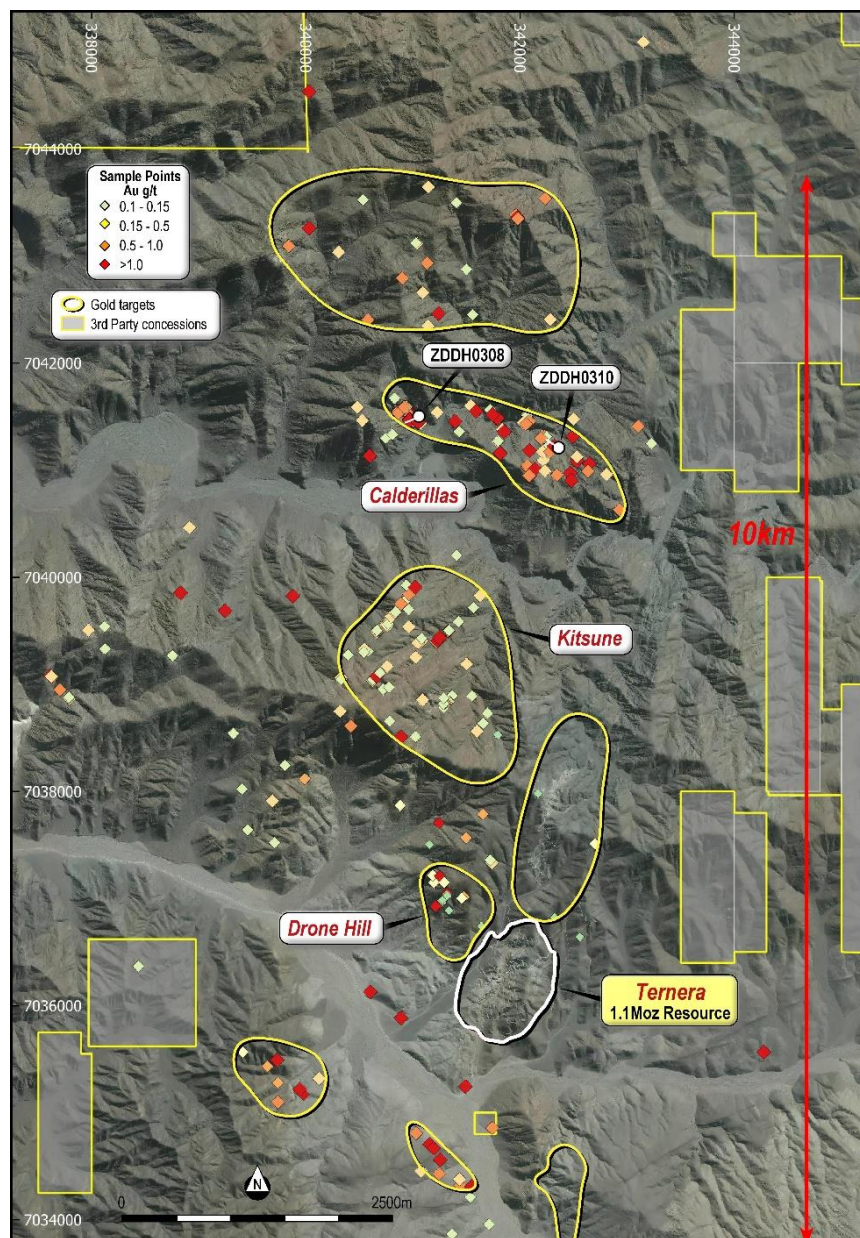 338000
340000
342000
344000
7044000
Sample Points
Au g/t
0.1 - 0.15
0.15 - 0.5
0.5 - 1.0
>1.0
Gold targets
3rd Party concessions
7042000
ZDDH0308
ZDDH0310
Calderillas
10km
7040000
Kitsune
7038000
Drone Hill
Ternera
1.1Moz Resource
7036000
N
0
2500m
7034000